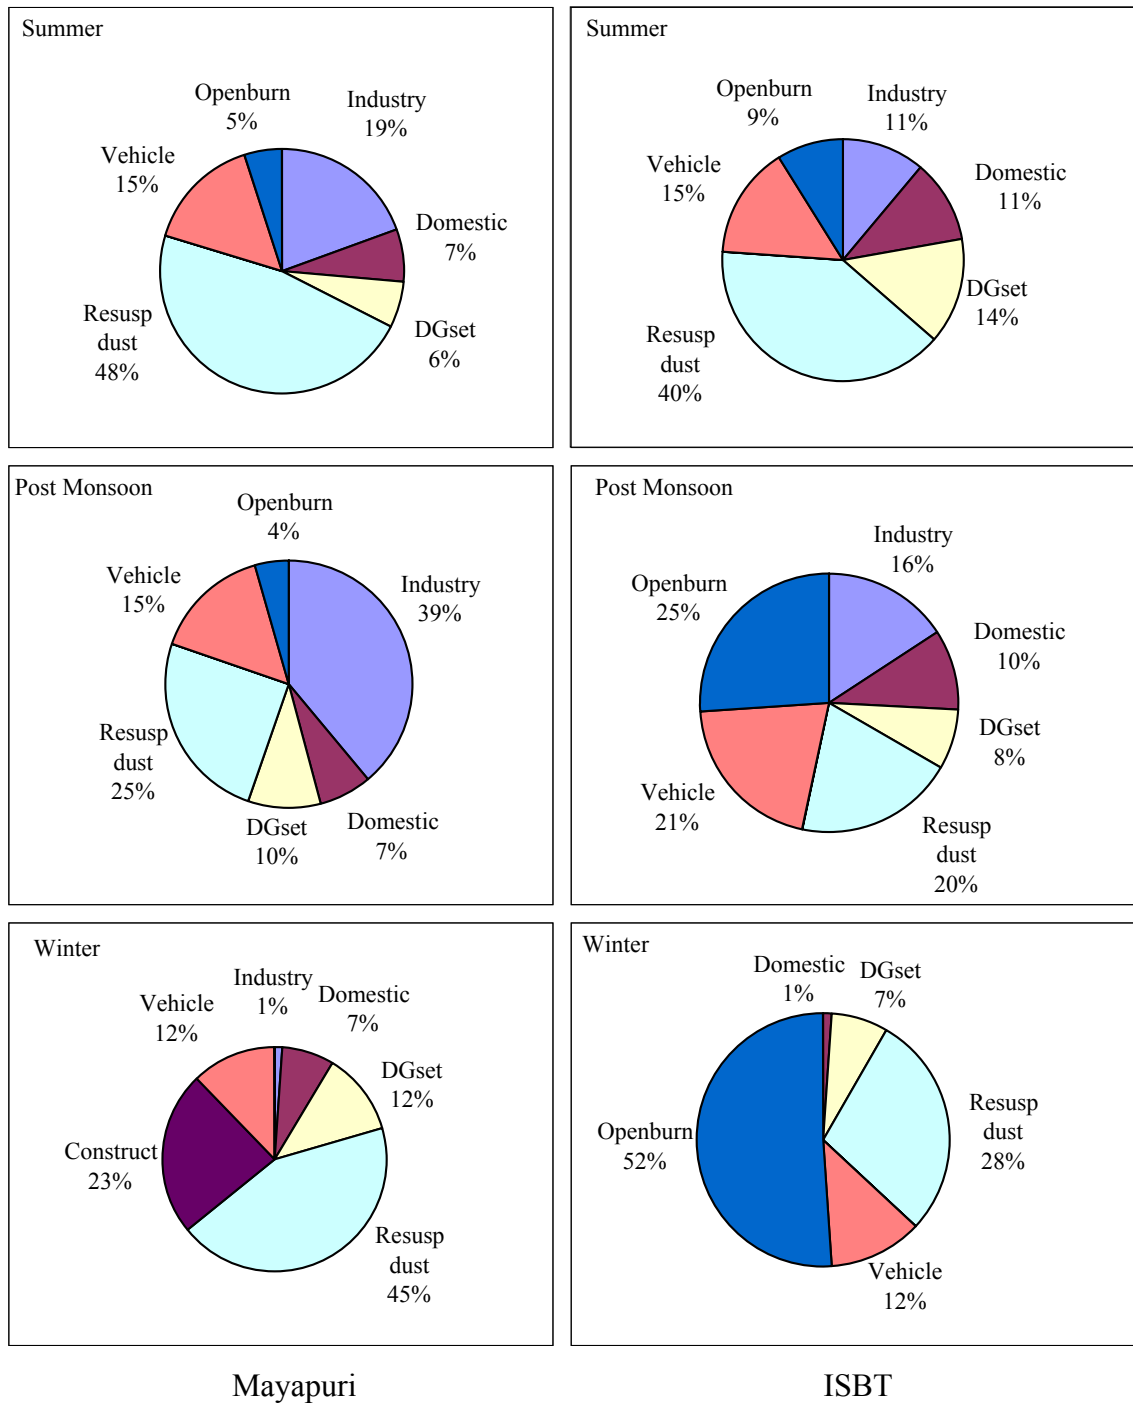 Summer
Openburn
5%
Industry
19%
Vehicle
15%
Domestic
7%
Resusp
dust
48%
DGset
6%
Summer
Openburn
9%
Industry
11%
Vehicle
15%
Domestic
11%
DGset
14%
Resusp
dust
40%
Post Monsoon
Openburn
4%
Vehicle
15%
Industry
39%
Resusp
dust
25%
DGset
10%
Domestic
7%
Post Monsoon
Industry
16%
Openburn
25%
Domestic
10%
DGset
8%
Vehicle
21%
Resusp
dust
20%
Winter
Industry
1%
Domestic
7%
Vehicle
12%
DGset
12%
Construct
23%
Resusp
dust
45%
Winter
Domestic
1%
DGset
7%
Openburn
52%
Resusp
dust
28%
Vehicle
12%
Mayapuri
ISBT